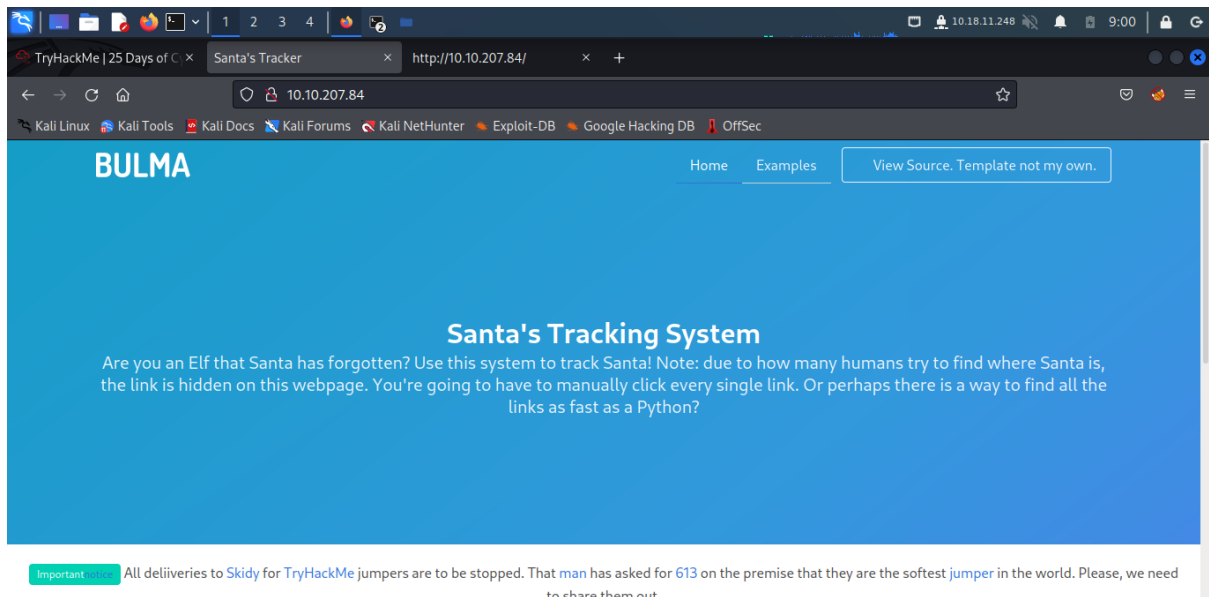 1 2 3 4 10.18.11.248 9:00
TryHackMe | 25 Days of Cy Santa's Tracker http://10.10.207.84/
10.10.207.84
Kali Linux Kali Tools Kali Docs Kali Forums Kali NetHunter Exploit-DB Google Hacking DB OffSec
BULMA Home Examples View Source. Template not my own.
Santa's Tracking System
Are you an Elf that Santa has forgotten? Use this system to track Santa! Note: due to how many humans try to find where Santa is,
the link is hidden on this webpage. You're going to have to manually click every single link. Or perhaps there is a way to find all the
links as fast as a Python?
Important notice: All deliiveries to Skidy for TryHackMe jumpers are to be stopped. That man has asked for 613 on the premise that they are the softest jumper in the world. Please, we need
to share them out